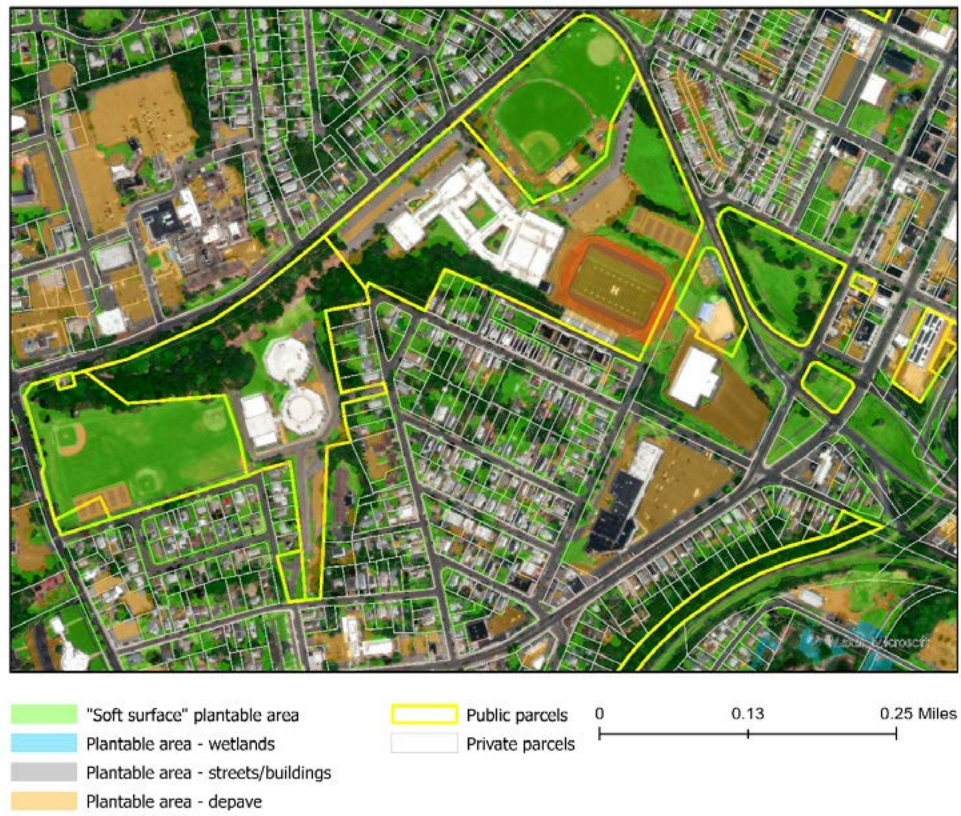 H
Microsoft
"Soft surface" plantable area
Plantable area - wetlands
Plantable area - streets/buildings
Plantable area - depave
Public parcels
Private parcels
0 0.13 0.25 Miles